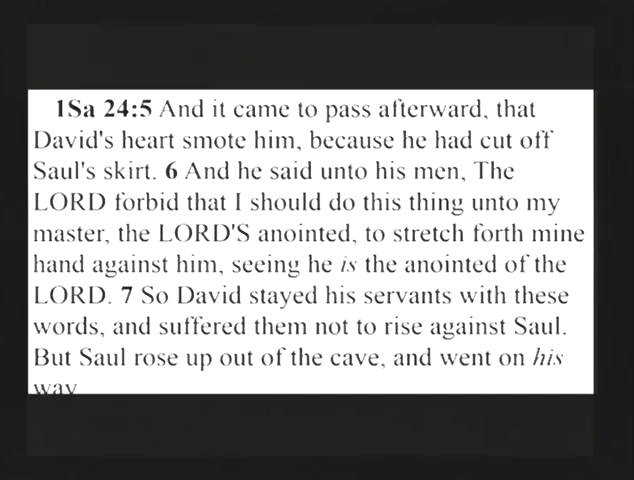 1Sa 24:5 And it came to pass afterward, that
David's heart smote him, because he had cut off
Saul's skirt. 6 And he said unto his men, The
LORD forbid that I should do this thing unto my
master, the LORD'S anointed, to stretch forth mine
hand against him, seeing he is the anointed of the
LORD. 7 So David stayed his servants with these
words, and suffered them not to rise against Saul.
But Saul rose up out of the cave, and went on his
way